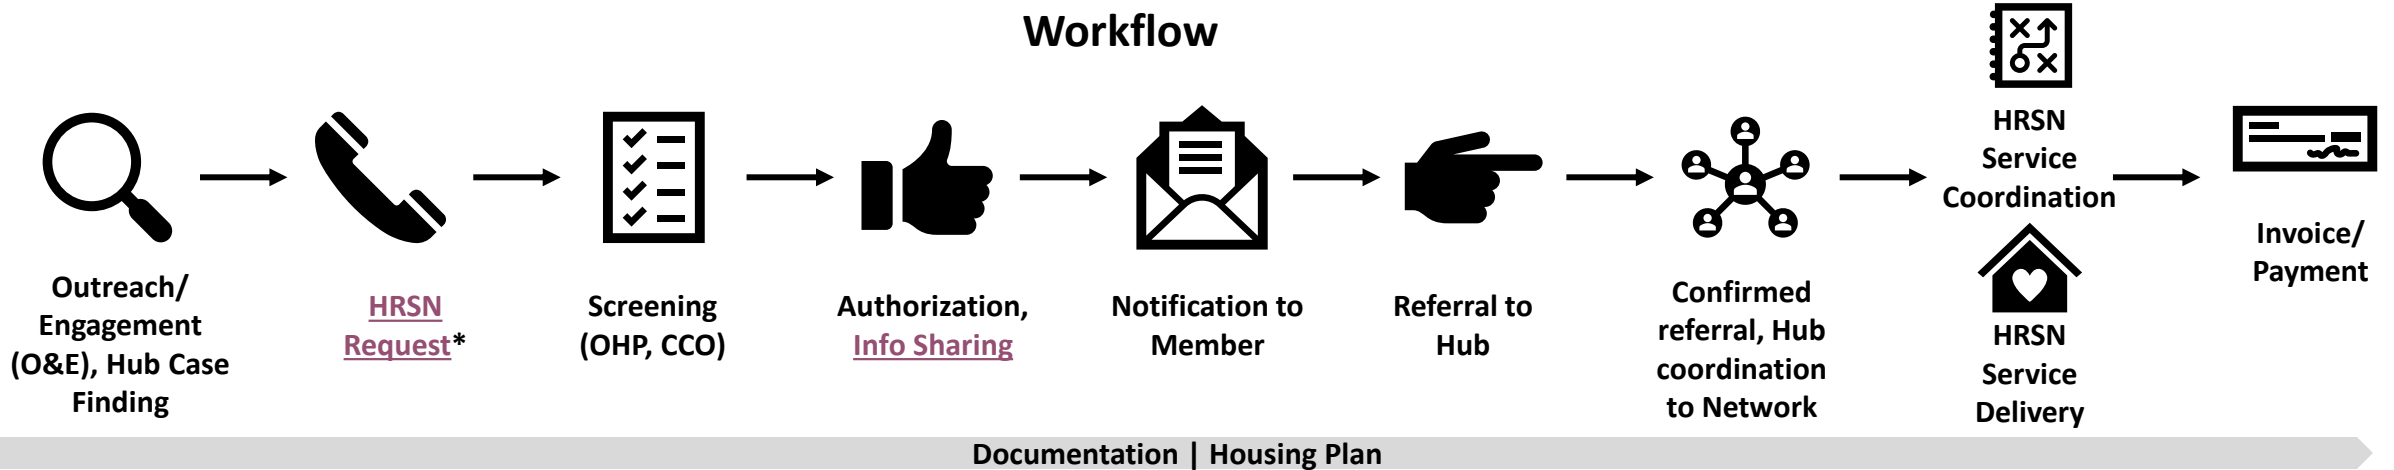 Workflow
Outreach/
Engagement
(O&E), Hub Case
Finding
HRSN
Request*
Screening
(OHP, CCO)
Authorization,
Info Sharing
Notification to
Member
Referral to
Hub
Confirmed
referral, Hub
coordination
to Network
HRSN
Service
Coordination
HRSN
Service
Delivery
Invoice/
Payment
Documentation | Housing Plan